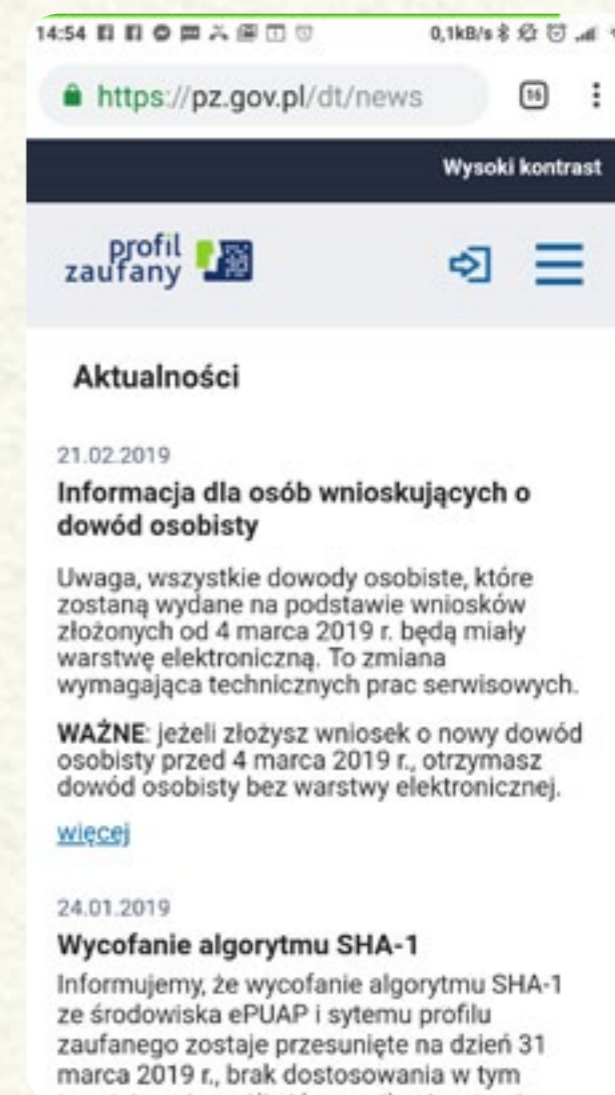 14:54
0,1kB/s
https://pz.gov.pl/dt/news
16
Wysoki kontrast
profil
zaufany
Aktualności
21.02.2019
Informacja dla osób wnioskujących o
dowód osobisty
Uwaga, wszystkie dowody osobiste, które
zostaną wydane na podstawie wniosków
złożonych od 4 marca 2019 r. będą miały
warstwę elektroniczną. To zmiana
wymagająca technicznych prac serwisowych.
WAŻNE: jeżeli złożysz wniosek o nowy dowód
osobisty przed 4 marca 2019 r., otrzymasz
dowód osobisty bez warstwy elektronicznej.
więcej
24.01.2019
Wycofanie algorytmu SHA-1
Informujemy, że wycofanie algorytmu SHA-1
ze środowiska ePUAP i sytemu profilu
zaufanego zostaje przesunięte na dzień 31
marca 2019 r., brak dostosowania w tym